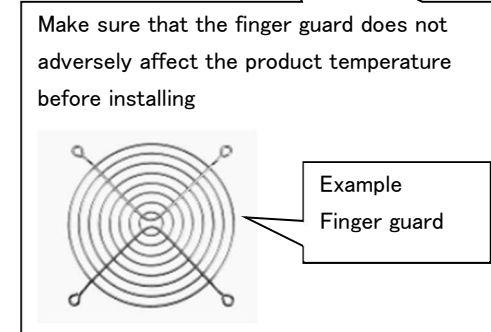 Make sure that the finger guard does not
adversely affect the product temperature
before installing
Example
Finger guard